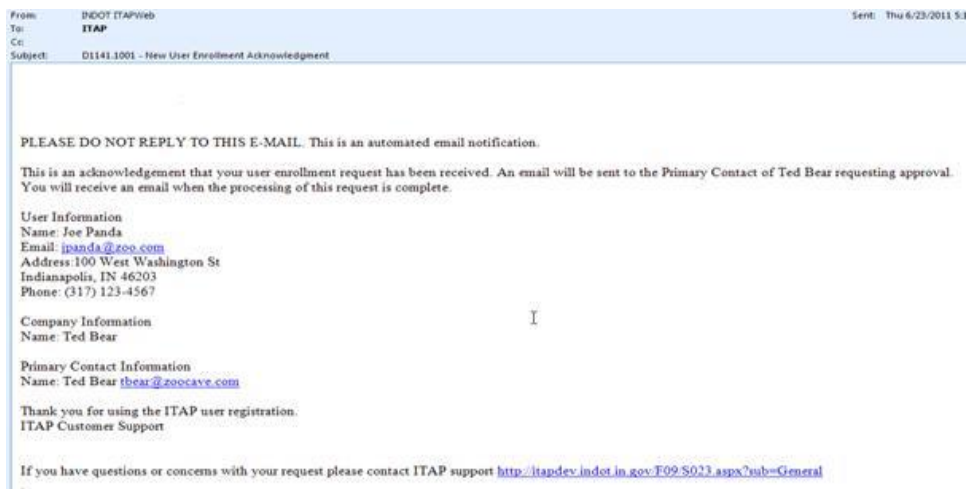 From: INDOT ITAPWeb Sent: Thu 6/23/2011 5:1
To: ITAP
Cc:
Subject: D1141.1001 - New User Enrollment Acknowledgment
PLEASE DO NOT REPLY TO THIS E-MAIL. This is an automated email notification.
This is an acknowledgement that your user enrollment request has been received. An email will be sent to the Primary Contact of Ted Bear requesting approval.
You will receive an email when the processing of this request is complete.
User Information
Name: Joe Panda
Email: jpanda@zoo.com
Address:100 West Washington St
Indianapolis, IN 46203
Phone: (317) 123-4567
Company Information
Name: Ted Bear
Primary Contact Information
Name: Ted Bear tbear@zoocave.com
Thank you for using the ITAP user registration.
ITAP Customer Support
If you have questions or concerns with your request please contact ITAP support http://itapdev.indot.in.gov/F09/S023.aspx?sub=General